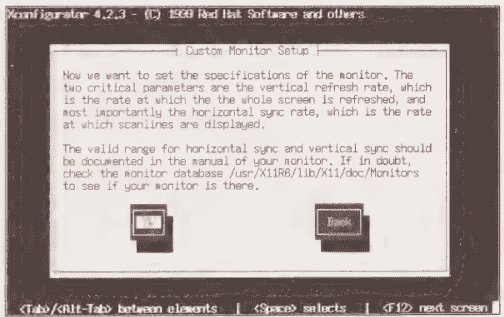 Xconfigurator 4.2.3 - (C) 1999 Red Hat Software and others
Custom Monitor Setup
Now we want to set the specifications of the monitor. The
two critical parameters are the vertical refresh rate, which
is the rate at which the the whole screen is refreshed, and
most importantly the horizontal sync rate, which is the rate
at which scanlines are displayed.
The valid range for horizontal sync and vertical sync should
be documented in the manual of your monitor. If in doubt,
check the monitor database /usr/X11R6/lib/X11/doc/Monitors
to see if your monitor is there.
Ok Back
<Tab>/<Alt-Tab> between elements | <Space> selects | <F12> next screen